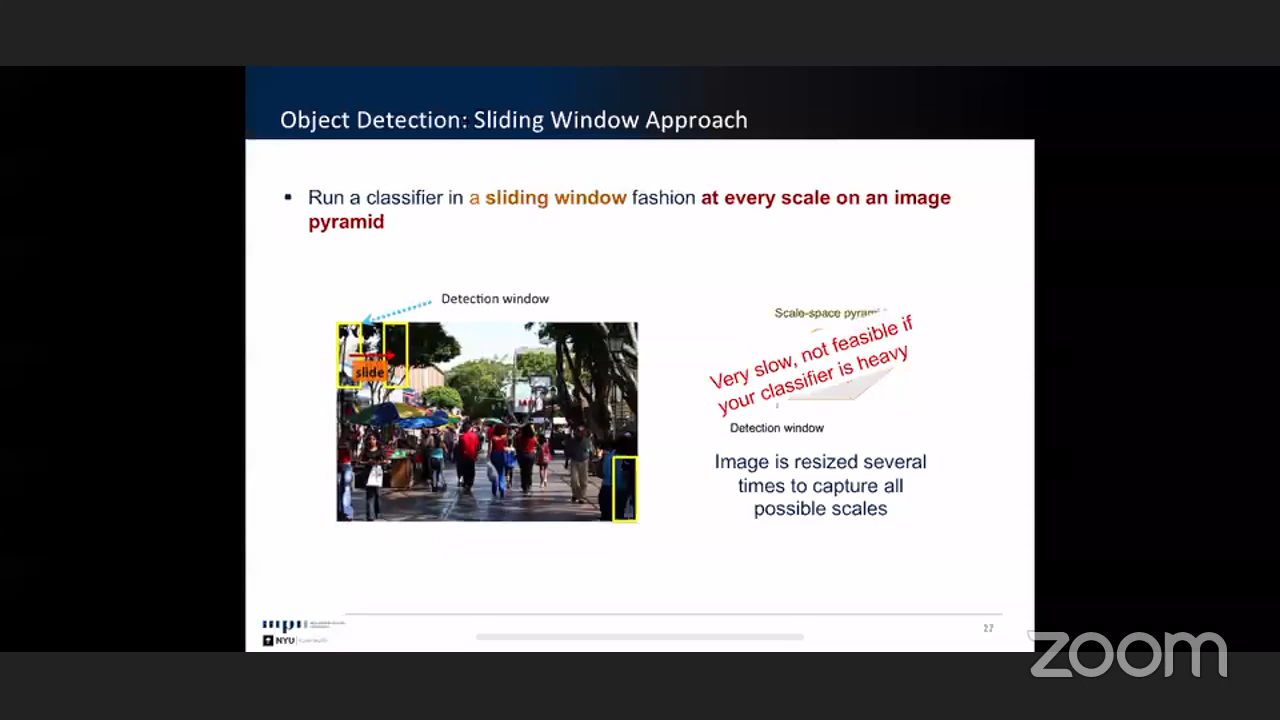 Object Detection: Sliding Window Approach
▪ Run a classifier in a sliding window fashion at every scale on an image
pyramid
Detection window
slide
Scale-space
Very slow, not feasible if
your classifier is heavy
Detection window
Image is resized several
times to capture all
possible scales
NYU
27
zoom